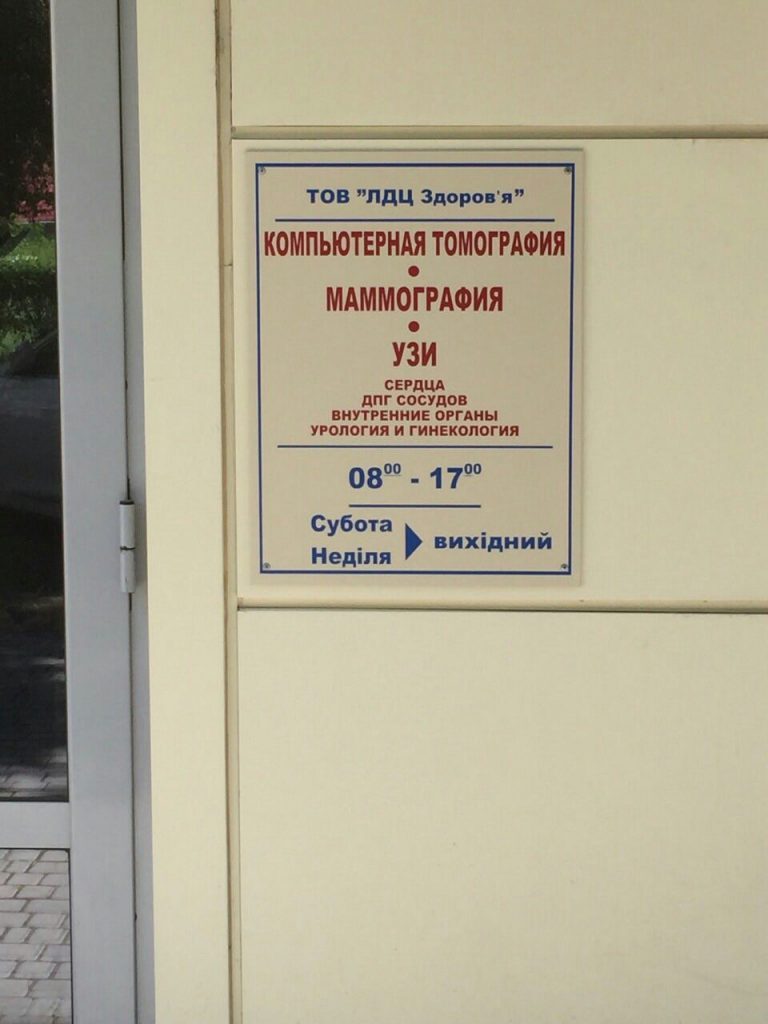 ТОВ "ЛДЦ Здоров'я"
КОМПЬЮТЕРНАЯ ТОМОГРАФИЯ
•
МАММОГРАФИЯ
•
УЗИ
СЕРДЦА
ДПГ СОСУДОВ
ВНУТРЕННИЕ ОРГАНЫ
УРОЛОГИЯ И ГИНЕКОЛОГИЯ
08⁰⁰ - 17⁰⁰
Субота
Неділя
вихідний